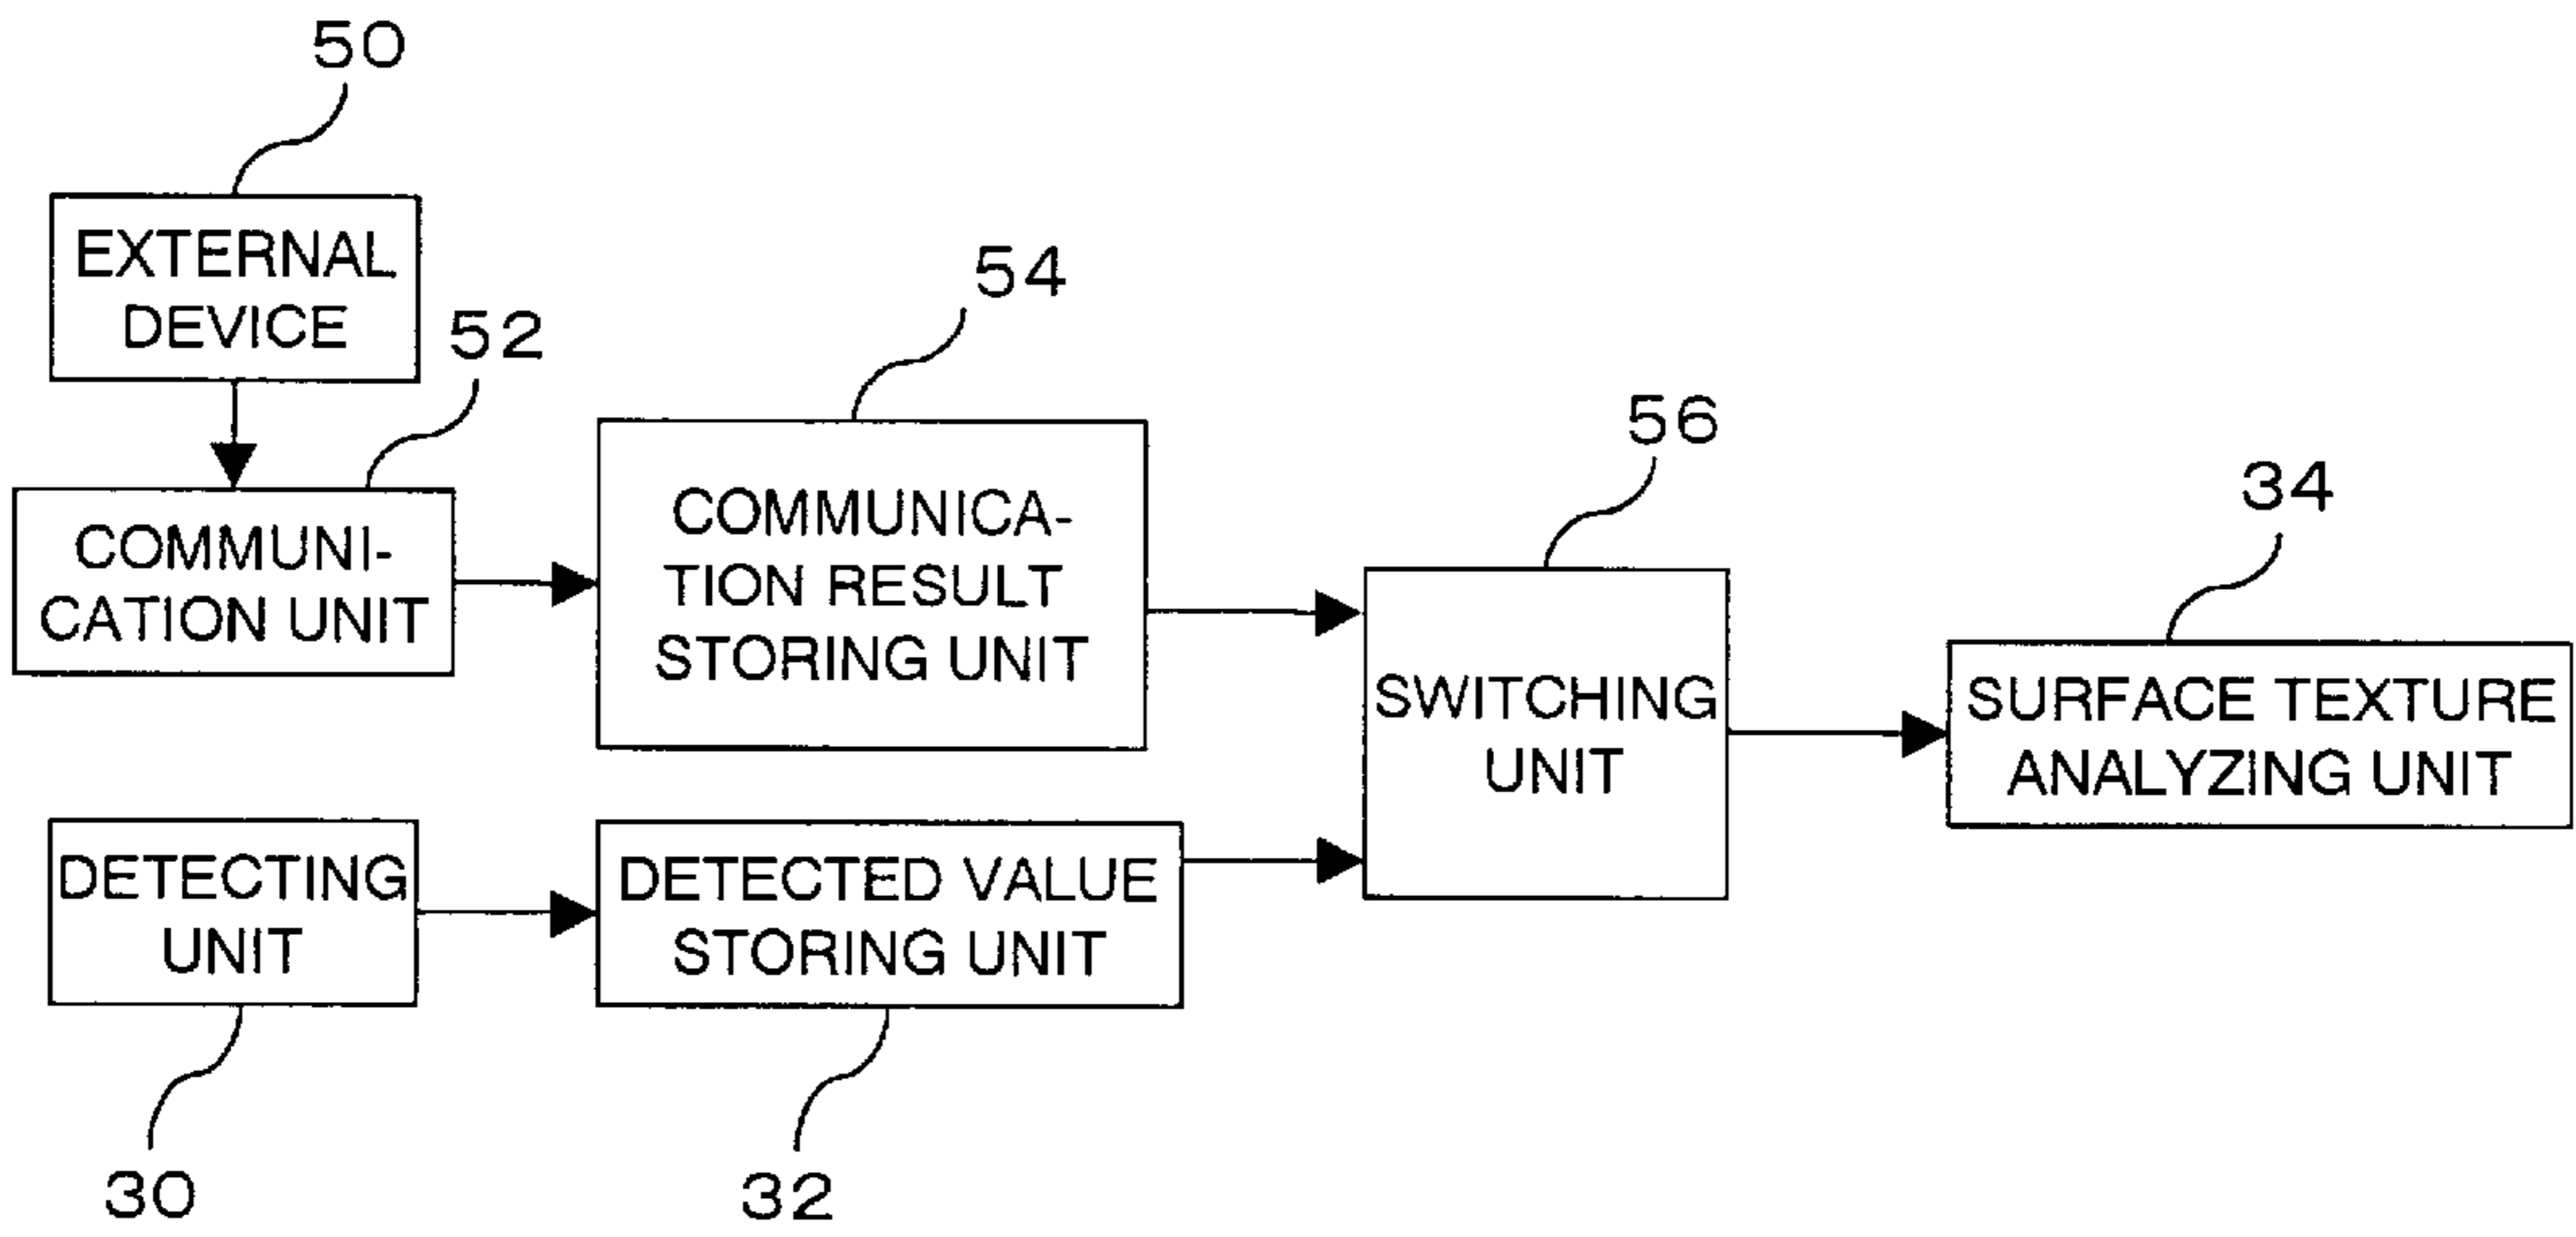 50
EXTERNAL
DEVICE
52
COMMUNI-
CATION UNIT
54
COMMUNICA-
TION RESULT
STORING UNIT
56
SWITCHING
UNIT
34
SURFACE TEXTURE
ANALYZING UNIT
DETECTING
UNIT
30
DETECTED VALUE
STORING UNIT
32